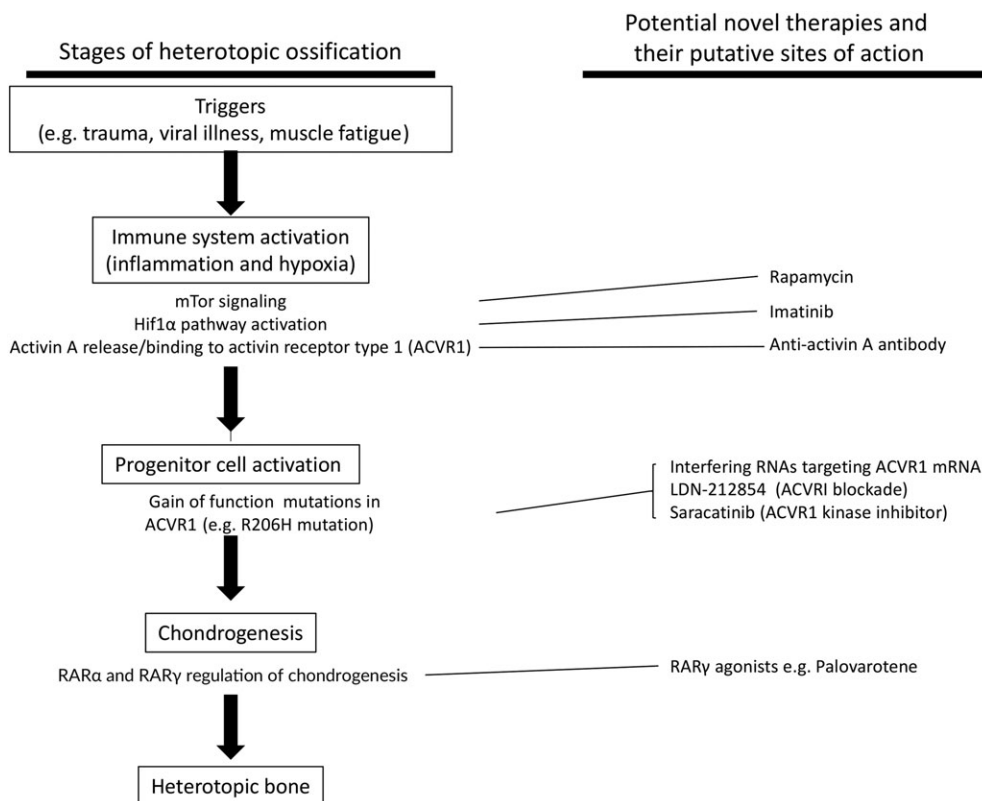 Stages of heterotopic ossification
Potential novel therapies and
their putative sites of action
Triggers
(e.g. trauma, viral illness, muscle fatigue)
Immune system activation
(inflammation and hypoxia)
mTor signaling
Hif1α pathway activation
Activin A release/binding to activin receptor type 1 (ACVR1)
Rapamycin
Imatinib
Anti-activin A antibody
Progenitor cell activation
Gain of function mutations in
ACVR1 (e.g. R206H mutation)
Interfering RNAs targeting ACVR1 mRNA
LDN-212854 (ACVRI blockade)
Saracatinib (ACVR1 kinase inhibitor)
Chondrogenesis
RARα and RARγ regulation of chondrogenesis
RARγ agonists e.g. Palovarotene
Heterotopic bone